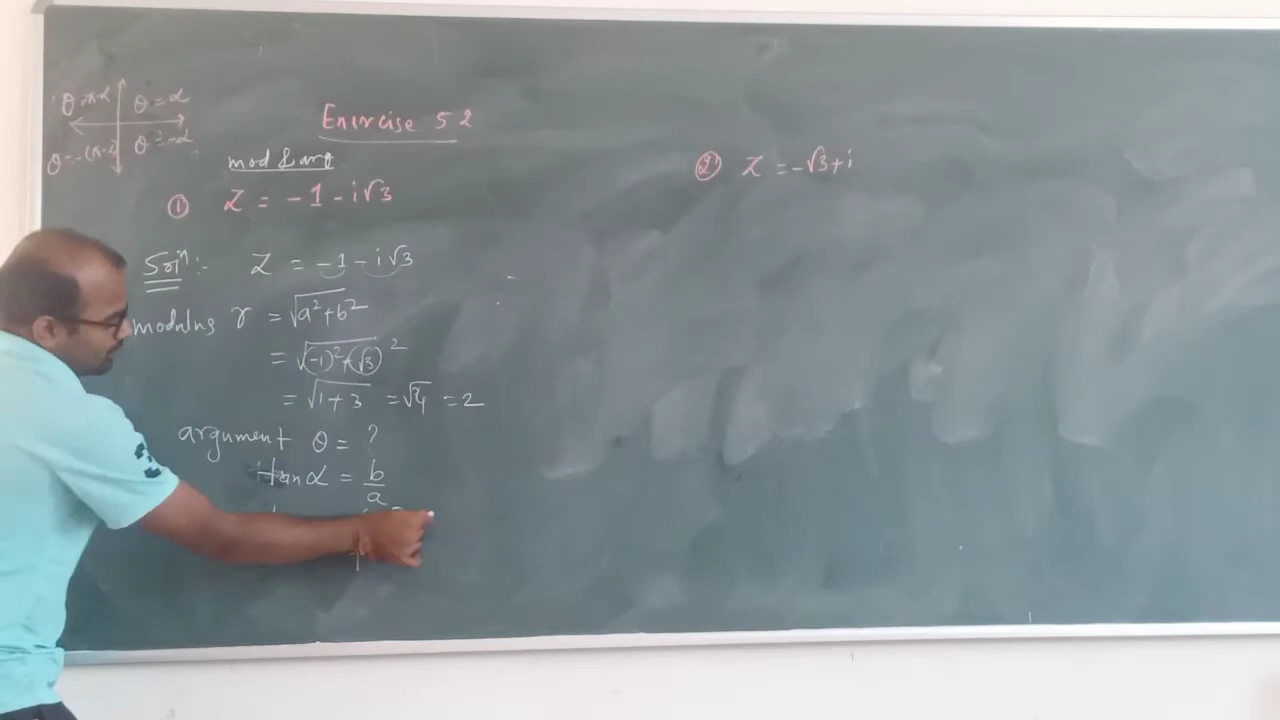 θ = π-α θ = α
θ = -(π-α) θ = -α
Exercise 5 2
mod & arg
① Z = -1 - i√3
② Z = -√3 + i
Solⁿ:- Z = -1 - i√3
modulus r = √a²+b²
= √(-1)²+(√3)²
= √1+3 = √4 = 2
argument θ = ?
tan α = b/a